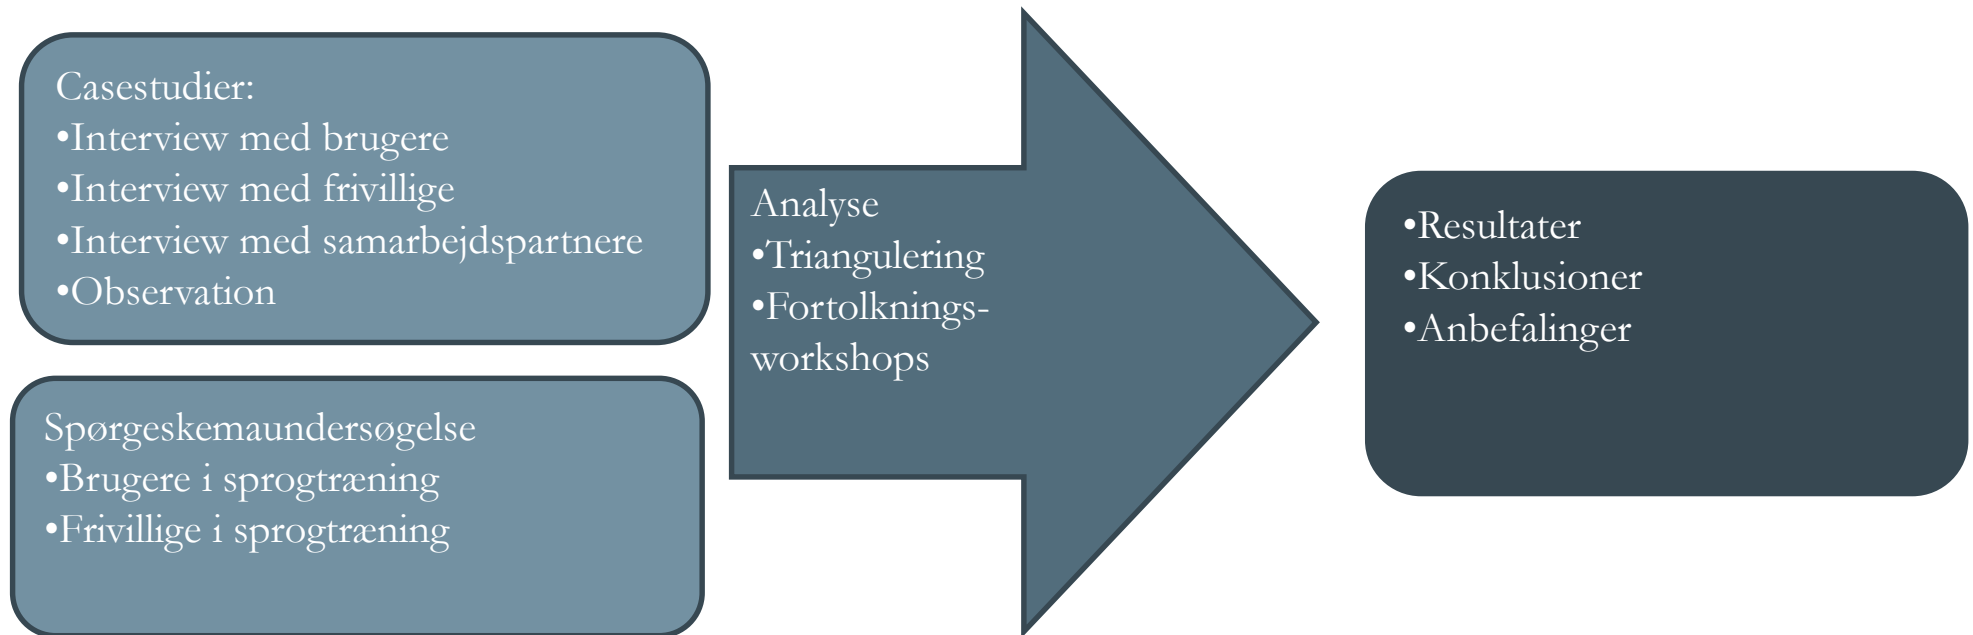 Casestudier:
•Interview med brugere
•Interview med frivillige
•Interview med samarbejdspartnere
•Observation
Spørgeskemaundersøgelse
•Brugere i sprogtræning
•Frivillige i sprogtræning
Analyse
•Triangulering
•Fortolknings-
workshops
•Resultater
•Konklusioner
•Anbefalinger